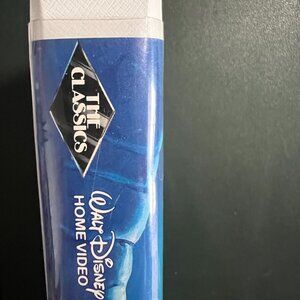 THE
CLASSICS
WALT DISNEY
HOME VIDEO